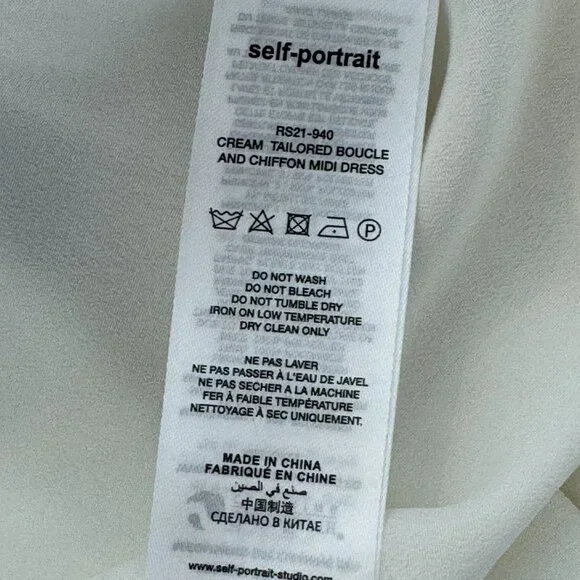 self-portrait
RS21-940
CREAM TAILORED BOUCLE
AND CHIFFON MIDI DRESS
P
DO NOT WASH
DO NOT BLEACH
DO NOT TUMBLE DRY
IRON ON LOW TEMPERATURE
DRY CLEAN ONLY
NE PAS LAVER
NE PAS PASSER À L'EAU DE JAVEL
NE PAS SECHER A LA MACHINE
FER À FAIBLE TEMPÉRATURE
NETTOYAGE À SEC UNIQUEMENT.
MADE IN CHINA
FABRIQUÉ EN CHINE
صنع في الصين
中国制造
СДЕЛАНО В КИТАЕ
www.self-portrait-studio.com